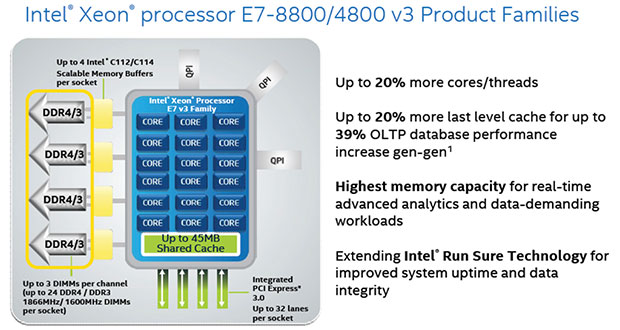 Intel® Xeon® processor E7-8800/4800 v3 Product Families
Up to 4 Intel® C112/C114
Scalable Memory Buffers
per socket
QPI
QPI
QPI
Intel® Xeon® Processor
E7 v3 Family
DDR4/3
DDR4/3
DDR4/3
DDR4/3
CORE CORE CORE
CORE CORE CORE
CORE CORE CORE
CORE CORE CORE
CORE CORE CORE
CORE CORE CORE
Up to 45MB
Shared Cache
Up to 3 DIMMs per channel
(up to 24 DDR4 / DDR3
1866MHz/ 1600MHz DIMMs
per socket)
Integrated
PCI Express*
3.0
Up to 32 lanes
per socket
Up to 20% more cores/threads
Up to 20% more last level cache for up to
39% OLTP database performance
increase gen-gen¹
Highest memory capacity for real-time
advanced analytics and data-demanding
workloads
Extending Intel® Run Sure Technology for
improved system uptime and data
integrity